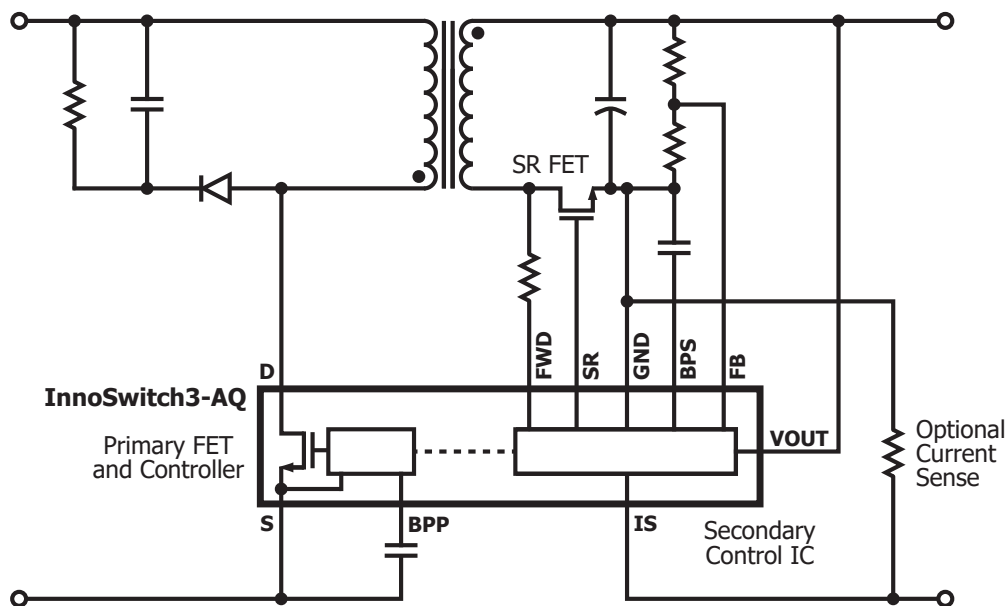 SR FET
FWD
SR
GND
BPS
FB
D
InnoSwitch3-AQ
Primary FET
and Controller
VOUT
Optional
Current
Sense
S
BPP
IS
Secondary
Control IC